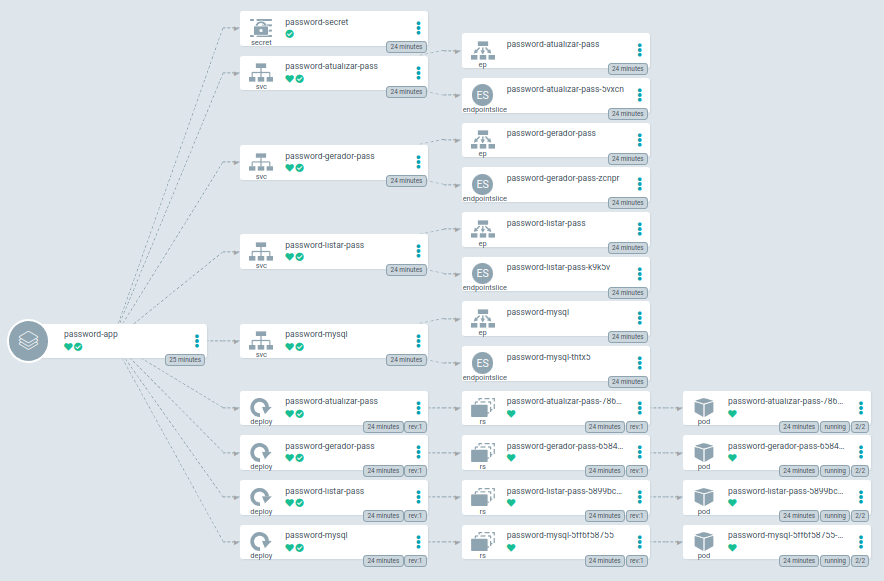 password-app
25 minutes
password-secret
secret
24 minutes
password-atualizar-pass
svc
24 minutes
password-gerador-pass
svc
24 minutes
password-listar-pass
svc
24 minutes
password-mysql
svc
24 minutes
password-atualizar-pass
deploy
24 minutes rev:1
password-gerador-pass
deploy
24 minutes rev:1
password-listar-pass
deploy
24 minutes rev:1
password-mysql
deploy
24 minutes rev:1
password-atualizar-pass
ep
24 minutes
ES
password-atualizar-pass-5vxcn
endpointslice
24 minutes
password-gerador-pass
ep
24 minutes
ES
password-gerador-pass-zcnpr
endpointslice
24 minutes
password-listar-pass
ep
24 minutes
ES
password-listar-pass-k9k5v
endpointslice
24 minutes
password-mysql
ep
24 minutes
ES
password-mysql-thtx5
endpointslice
24 minutes
password-atualizar-pass-786...
rs
24 minutes rev:1
password-gerador-pass-6584...
rs
24 minutes rev:1
password-listar-pass-5899bc...
rs
24 minutes rev:1
password-mysql-5ff6f58755
rs
24 minutes rev:1
password-atualizar-pass-786...
pod
24 minutes running 2/2
password-gerador-pass-6584...
pod
24 minutes running 2/2
password-listar-pass-5899bc...
pod
24 minutes running 2/2
password-mysql-5ff6f58755-...
pod
24 minutes running 2/2